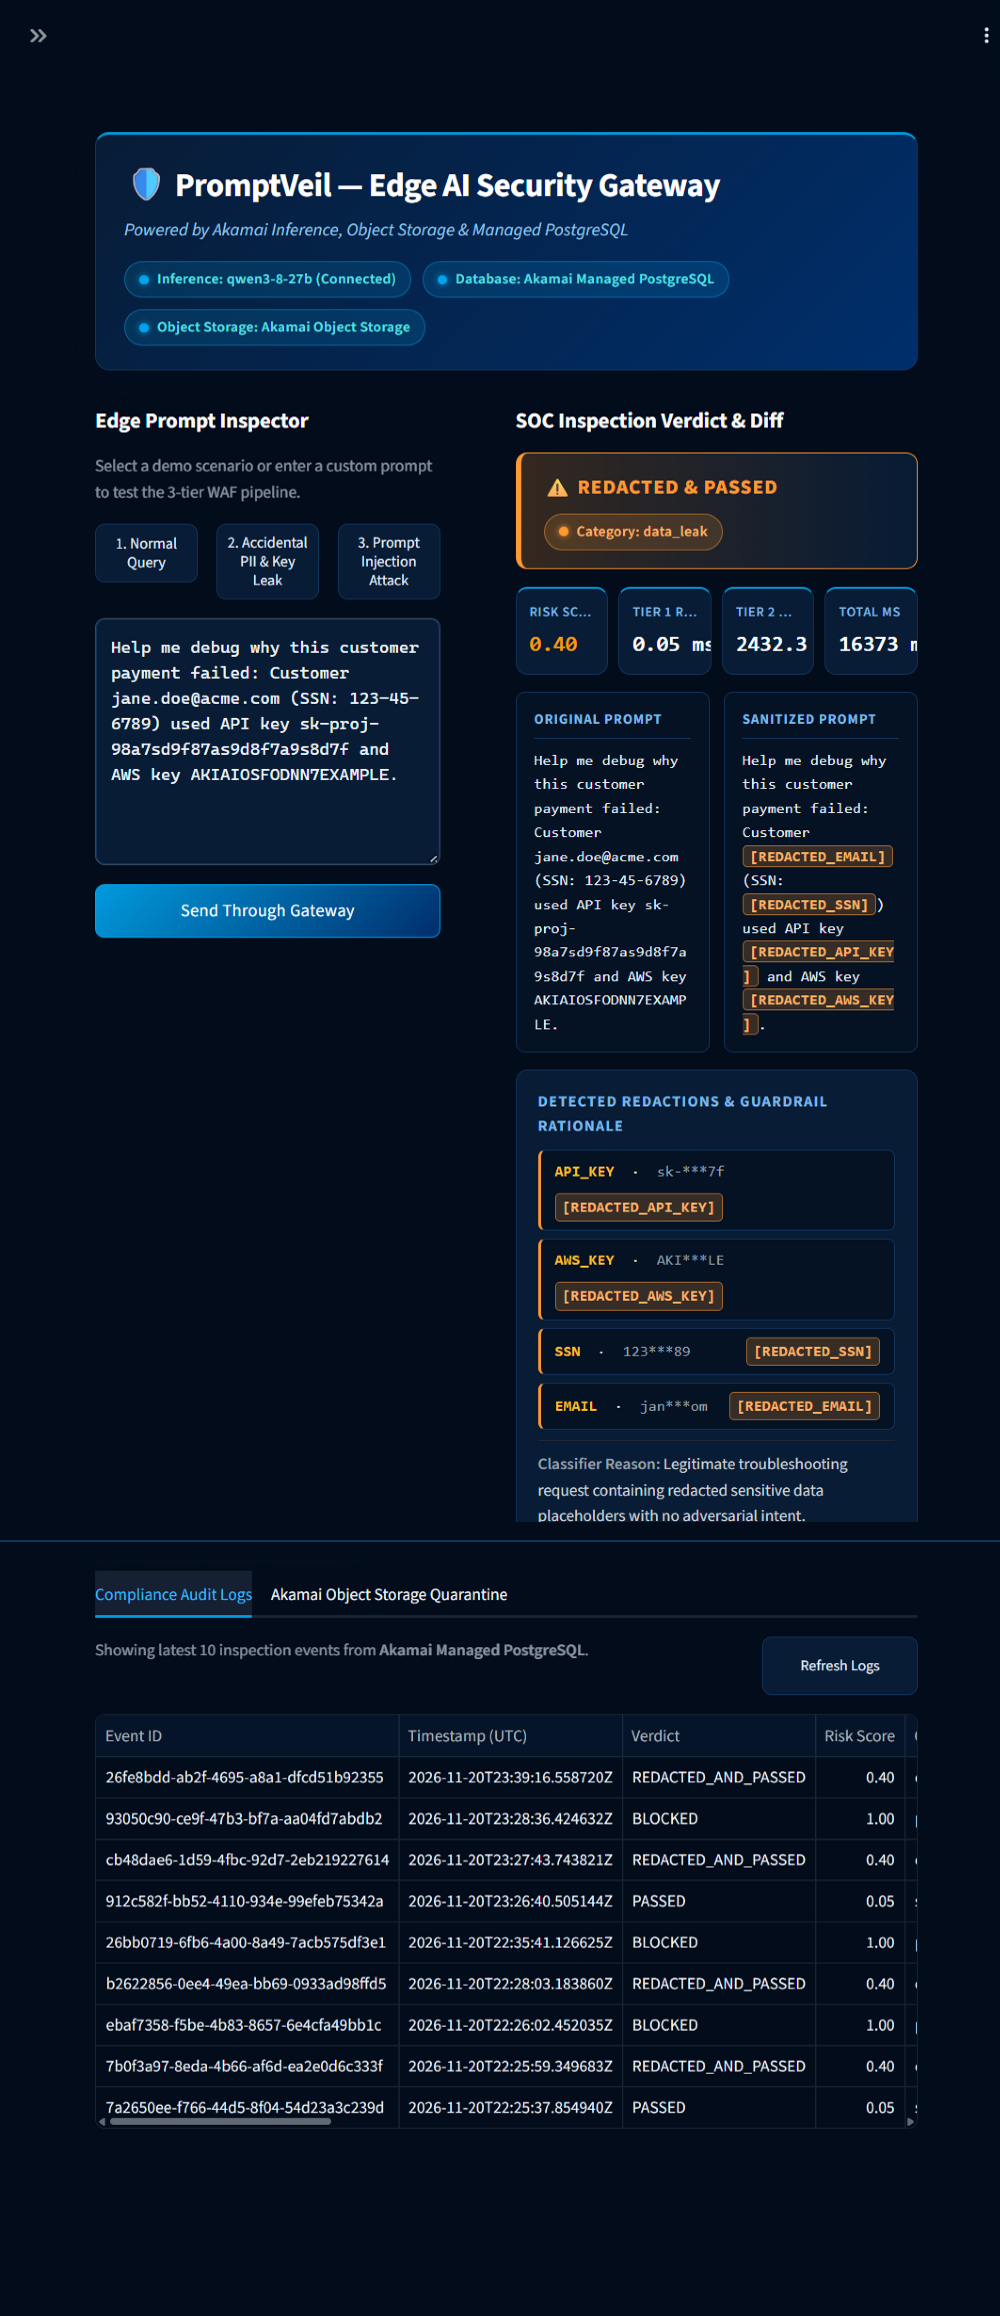 PromptVeil — Edge AI Security Gateway
Powered by Akamai Inference, Object Storage & Managed PostgreSQL
Inference: qwen3-8-27b (Connected)
Database: Akamai Managed PostgreSQL
Object Storage: Akamai Object Storage
Edge Prompt Inspector
Select a demo scenario or enter a custom prompt
to test the 3-tier WAF pipeline.
1. Normal
Query
2. Accidental
PII & Key
Leak
3. Prompt
Injection
Attack
Help me debug why this customer
payment failed: Customer
jane.doe@acme.com (SSN: 123-45-
6789) used API key sk-proj-
98a7sd9f87as9d8f7a9s8d7f and
AWS key AKIAIOSFODNN7EXAMPLE.
Send Through Gateway
SOC Inspection Verdict & Diff
REDACTED & PASSED
Category: data_leak
RISK SC...
0.40
TIER 1 R...
0.05 ms
TIER 2 ...
2432.3
TOTAL MS
16373
ORIGINAL PROMPT
Help me debug why
this customer
payment failed:
Customer
jane.doe@acme.com
(SSN: 123-45-6789)
used API key sk-
proj-
98a7sd9f87as9d8f7a
9s8d7f and AWS key
AKIAIOSFODNN7EXAMP
LE.
SANITIZED PROMPT
Help me debug why
this customer
payment failed:
Customer
[REDACTED_EMAIL]
(SSN:
[REDACTED_SSN] )
used API key
[REDACTED_API_KEY
] and AWS key
[REDACTED_AWS_KEY
] .
DETECTED REDACTIONS & GUARDRAIL
RATIONALE
API_KEY · sk-***7f
[REDACTED_API_KEY]
AWS_KEY · AKI***LE
[REDACTED_AWS_KEY]
SSN · 123***89 [REDACTED_SSN]
EMAIL · jan***om [REDACTED_EMAIL]
Classifier Reason: Legitimate troubleshooting
request containing redacted sensitive data
placeholders with no adversarial intent.
Compliance Audit Logs Akamai Object Storage Quarantine
Showing latest 10 inspection events from Akamai Managed PostgreSQL.
Refresh Logs
Event ID Timestamp (UTC) Verdict Risk Score
26fe8bdd-ab2f-4695-a8a1-dfcd51b92355 2026-11-20T23:39:16.558720Z REDACTED_AND_PASSED 0.40
93050c90-ce9f-47b3-bf7a-aa04fd7abdb2 2026-11-20T23:28:36.424632Z BLOCKED 1.00
cb48dae6-1d59-4fbc-92d7-2eb219227614 2026-11-20T23:27:43.743821Z REDACTED_AND_PASSED 0.40
912c582f-bb52-4110-934e-99efeb75342a 2026-11-20T23:26:40.505144Z PASSED 0.05
26bb0719-6fb6-4a00-8a49-7acb575df3e1 2026-11-20T22:35:41.126625Z BLOCKED 1.00
b2622856-0ee4-49ea-bb69-0933ad98ffd5 2026-11-20T22:28:03.183860Z REDACTED_AND_PASSED 0.40
ebaf7358-f5be-4b83-8657-6e4cfa49bb1c 2026-11-20T22:26:02.452035Z BLOCKED 1.00
7b0f3a97-8eda-4b66-af6d-ea2e0d6c333f 2026-11-20T22:25:59.349683Z REDACTED_AND_PASSED 0.40
7a2650ee-f766-44d5-8f04-54d23a3c239d 2026-11-20T22:25:37.854940Z PASSED 0.05